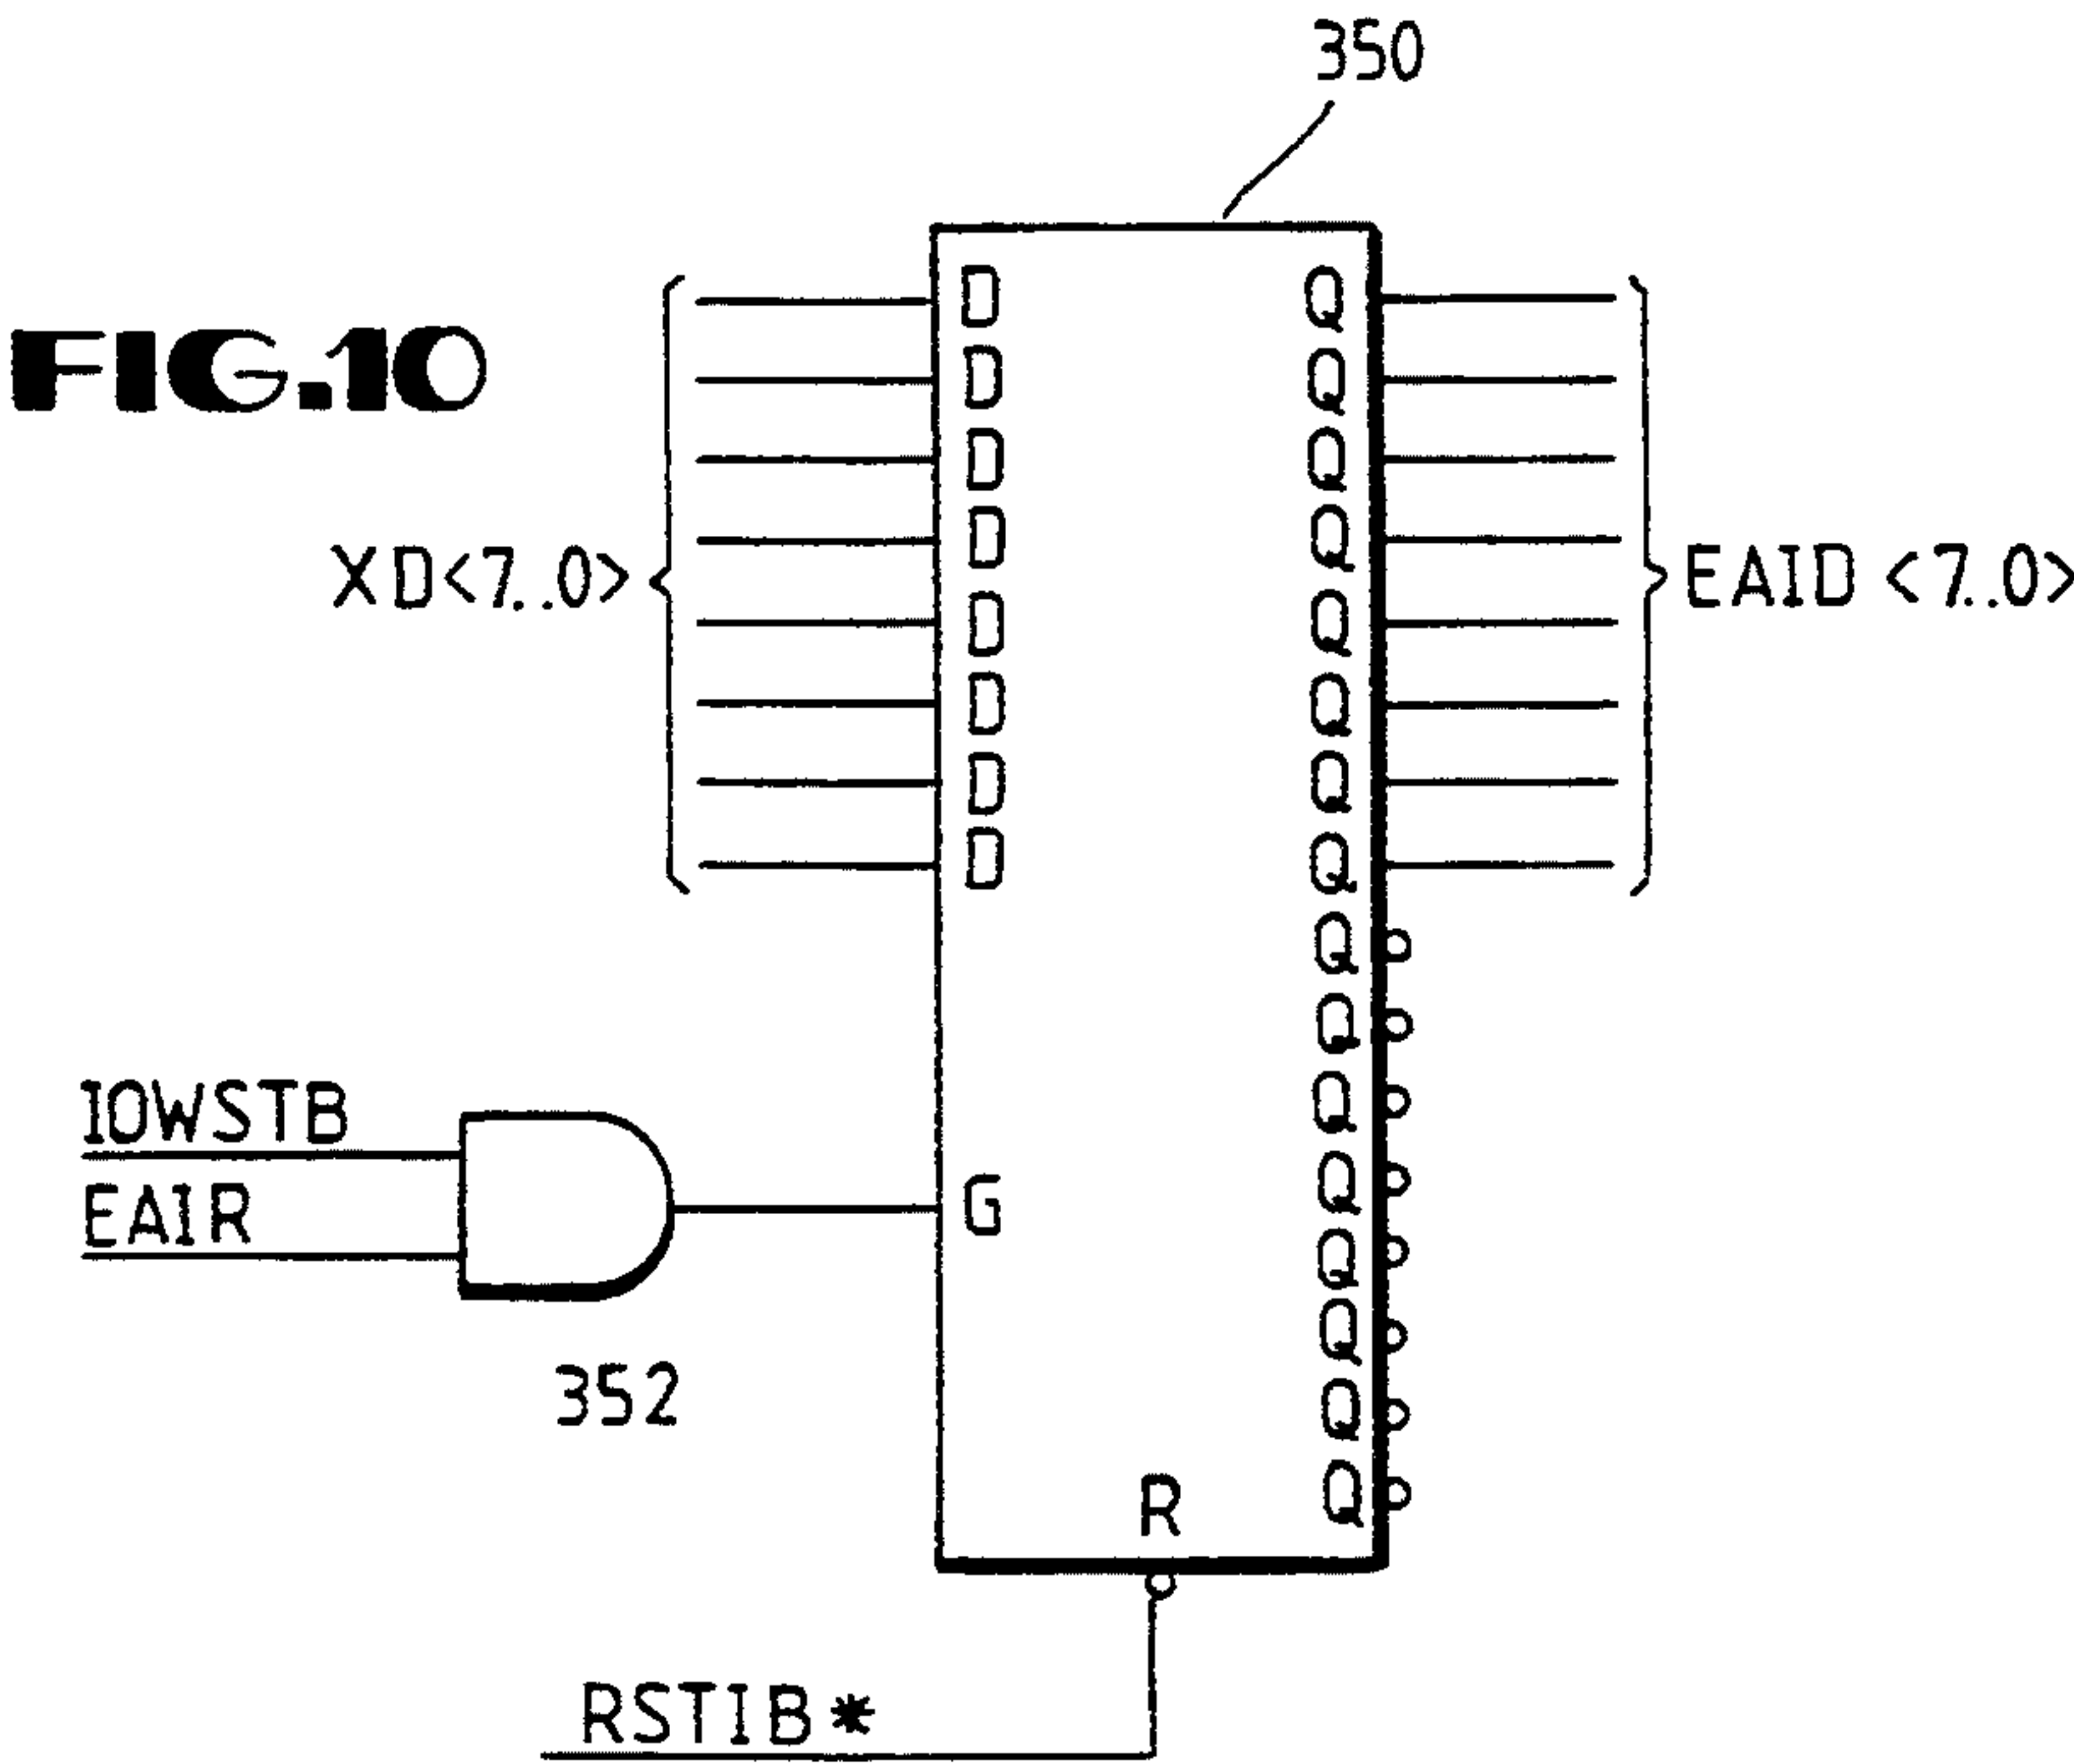 350
FIG.10
D Q
D Q
D Q
D Q
XD<7..0> EAID<7..0>
D Q
D Q
D Q
D Q
Q
Q
IOWSTB Q
EAIR G Q
Q
Q
352 Q
R Q
RSTIB*